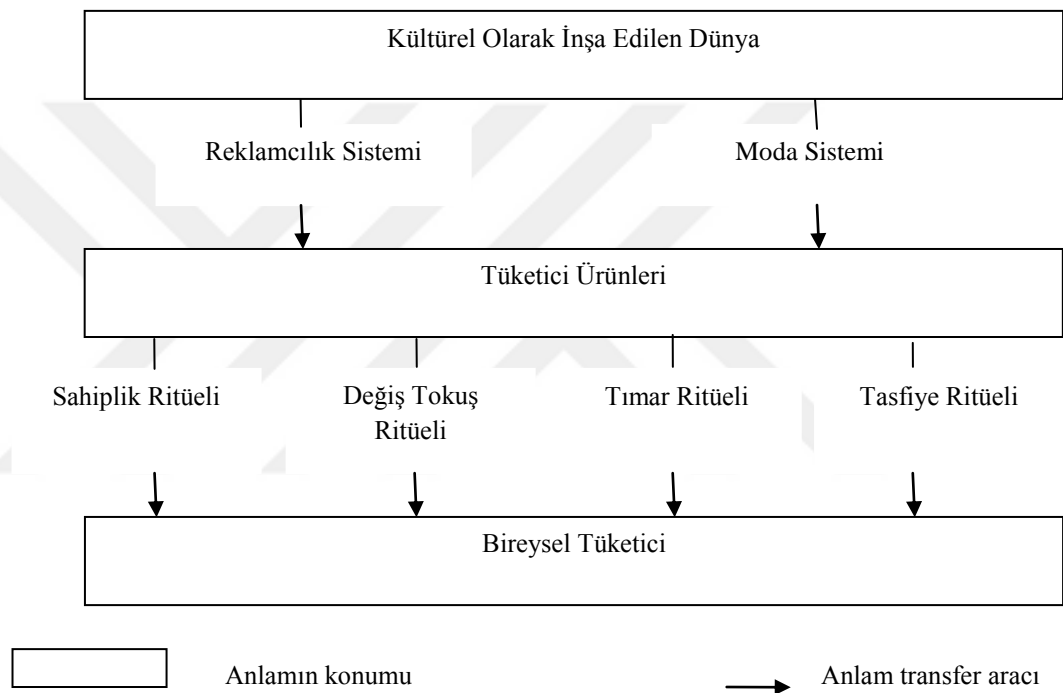 Kültürel Olarak İnşa Edilen Dünya
Reklamcılık Sistemi
Moda Sistemi
Tüketici Ürünleri
Sahiplik Ritüeli
Değiş Tokuş
Ritüeli
Tımar Ritüeli
Tasfiye Ritüeli
Bireysel Tüketici
Anlamın konumu
Anlam transfer aracı